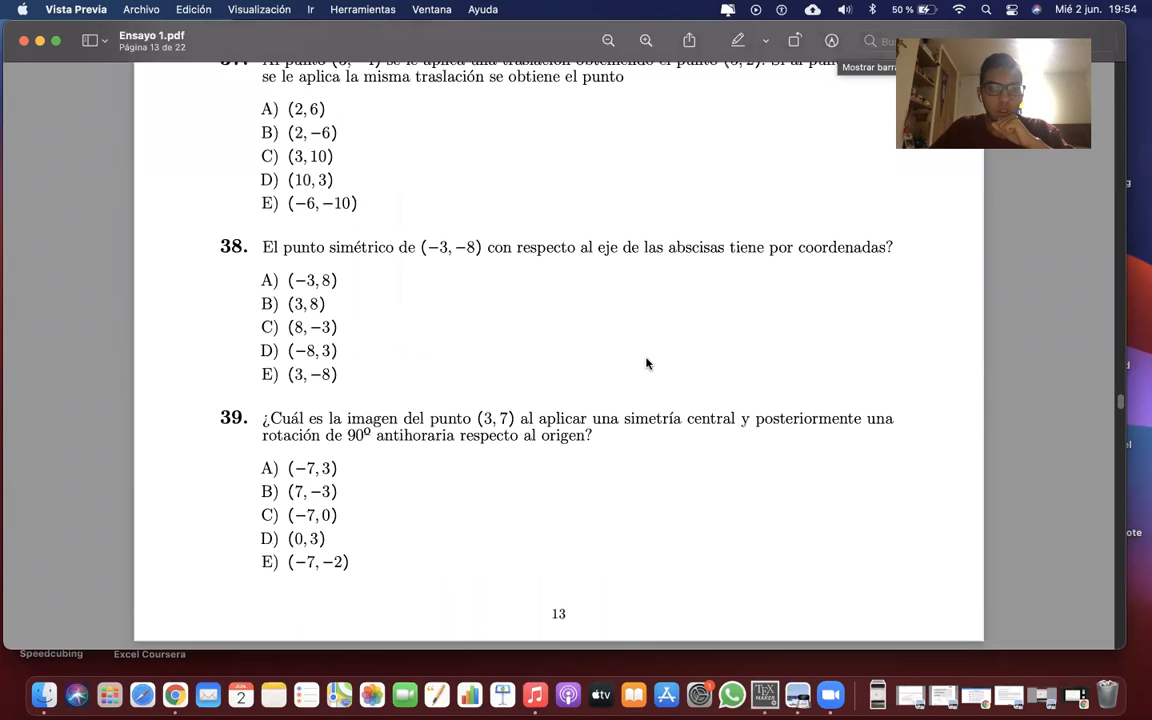 Vista Previa Archivo Edición Visualización Ir Herramientas Ventana Ayuda 50 % Mié 2 jun. 19:54
Ensayo 1.pdf
Página 13 de 22
Mostrar barra
se le aplica la misma traslación se obtiene el punto
A) (2, 6)
B) (2, −6)
C) (3, 10)
D) (10, 3)
E) (−6, −10)
38. El punto simétrico de (−3, −8) con respecto al eje de las abscisas tiene por coordenadas?
A) (−3, 8)
B) (3, 8)
C) (8, −3)
D) (−8, 3)
E) (3, −8)
39. ¿Cuál es la imagen del punto (3, 7) al aplicar una simetría central y posteriormente una
rotación de 90º antihoraria respecto al origen?
A) (−7, 3)
B) (7, −3)
C) (−7, 0)
D) (0, 3)
E) (−7, −2)
13
Speedcubing Excel Coursera